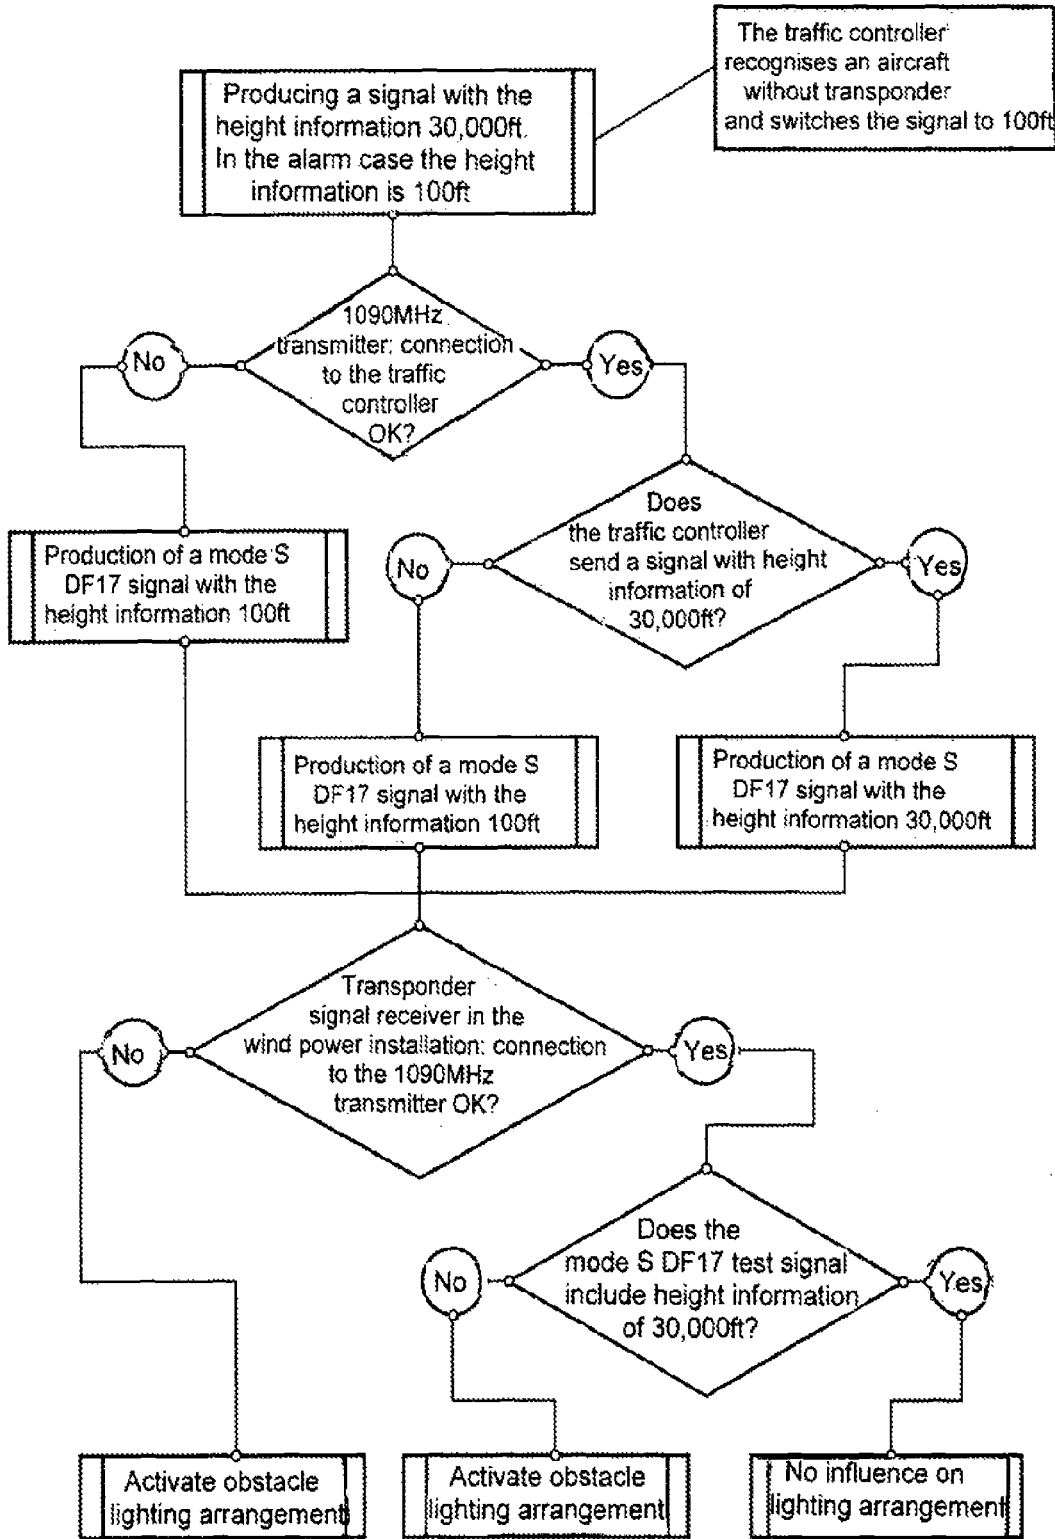 The traffic controller
recognises an aircraft
without transponder
and switches the signal to 100ft
Producing a signal with the
height information 30,000ft.
In the alarm case the height
information is 100ft
1090MHz
transmitter: connection
to the traffic
controller
OK?
No
Yes
Does
the traffic controller
send a signal with height
information of
30,000ft?
No
Yes
Production of a mode S
DF17 signal with the
height information 100ft
Production of a mode S
DF17 signal with the
height information 100ft
Production of a mode S
DF17 signal with the
height information 30,000ft
Transponder
signal receiver in the
wind power installation: connection
to the 1090MHz
transmitter OK?
No
Yes
Does the
mode S DF17 test signal
include height information
of 30,000ft?
No
Yes
Activate obstacle
lighting arrangement
Activate obstacle
lighting arrangement
No influence on
lighting arrangement